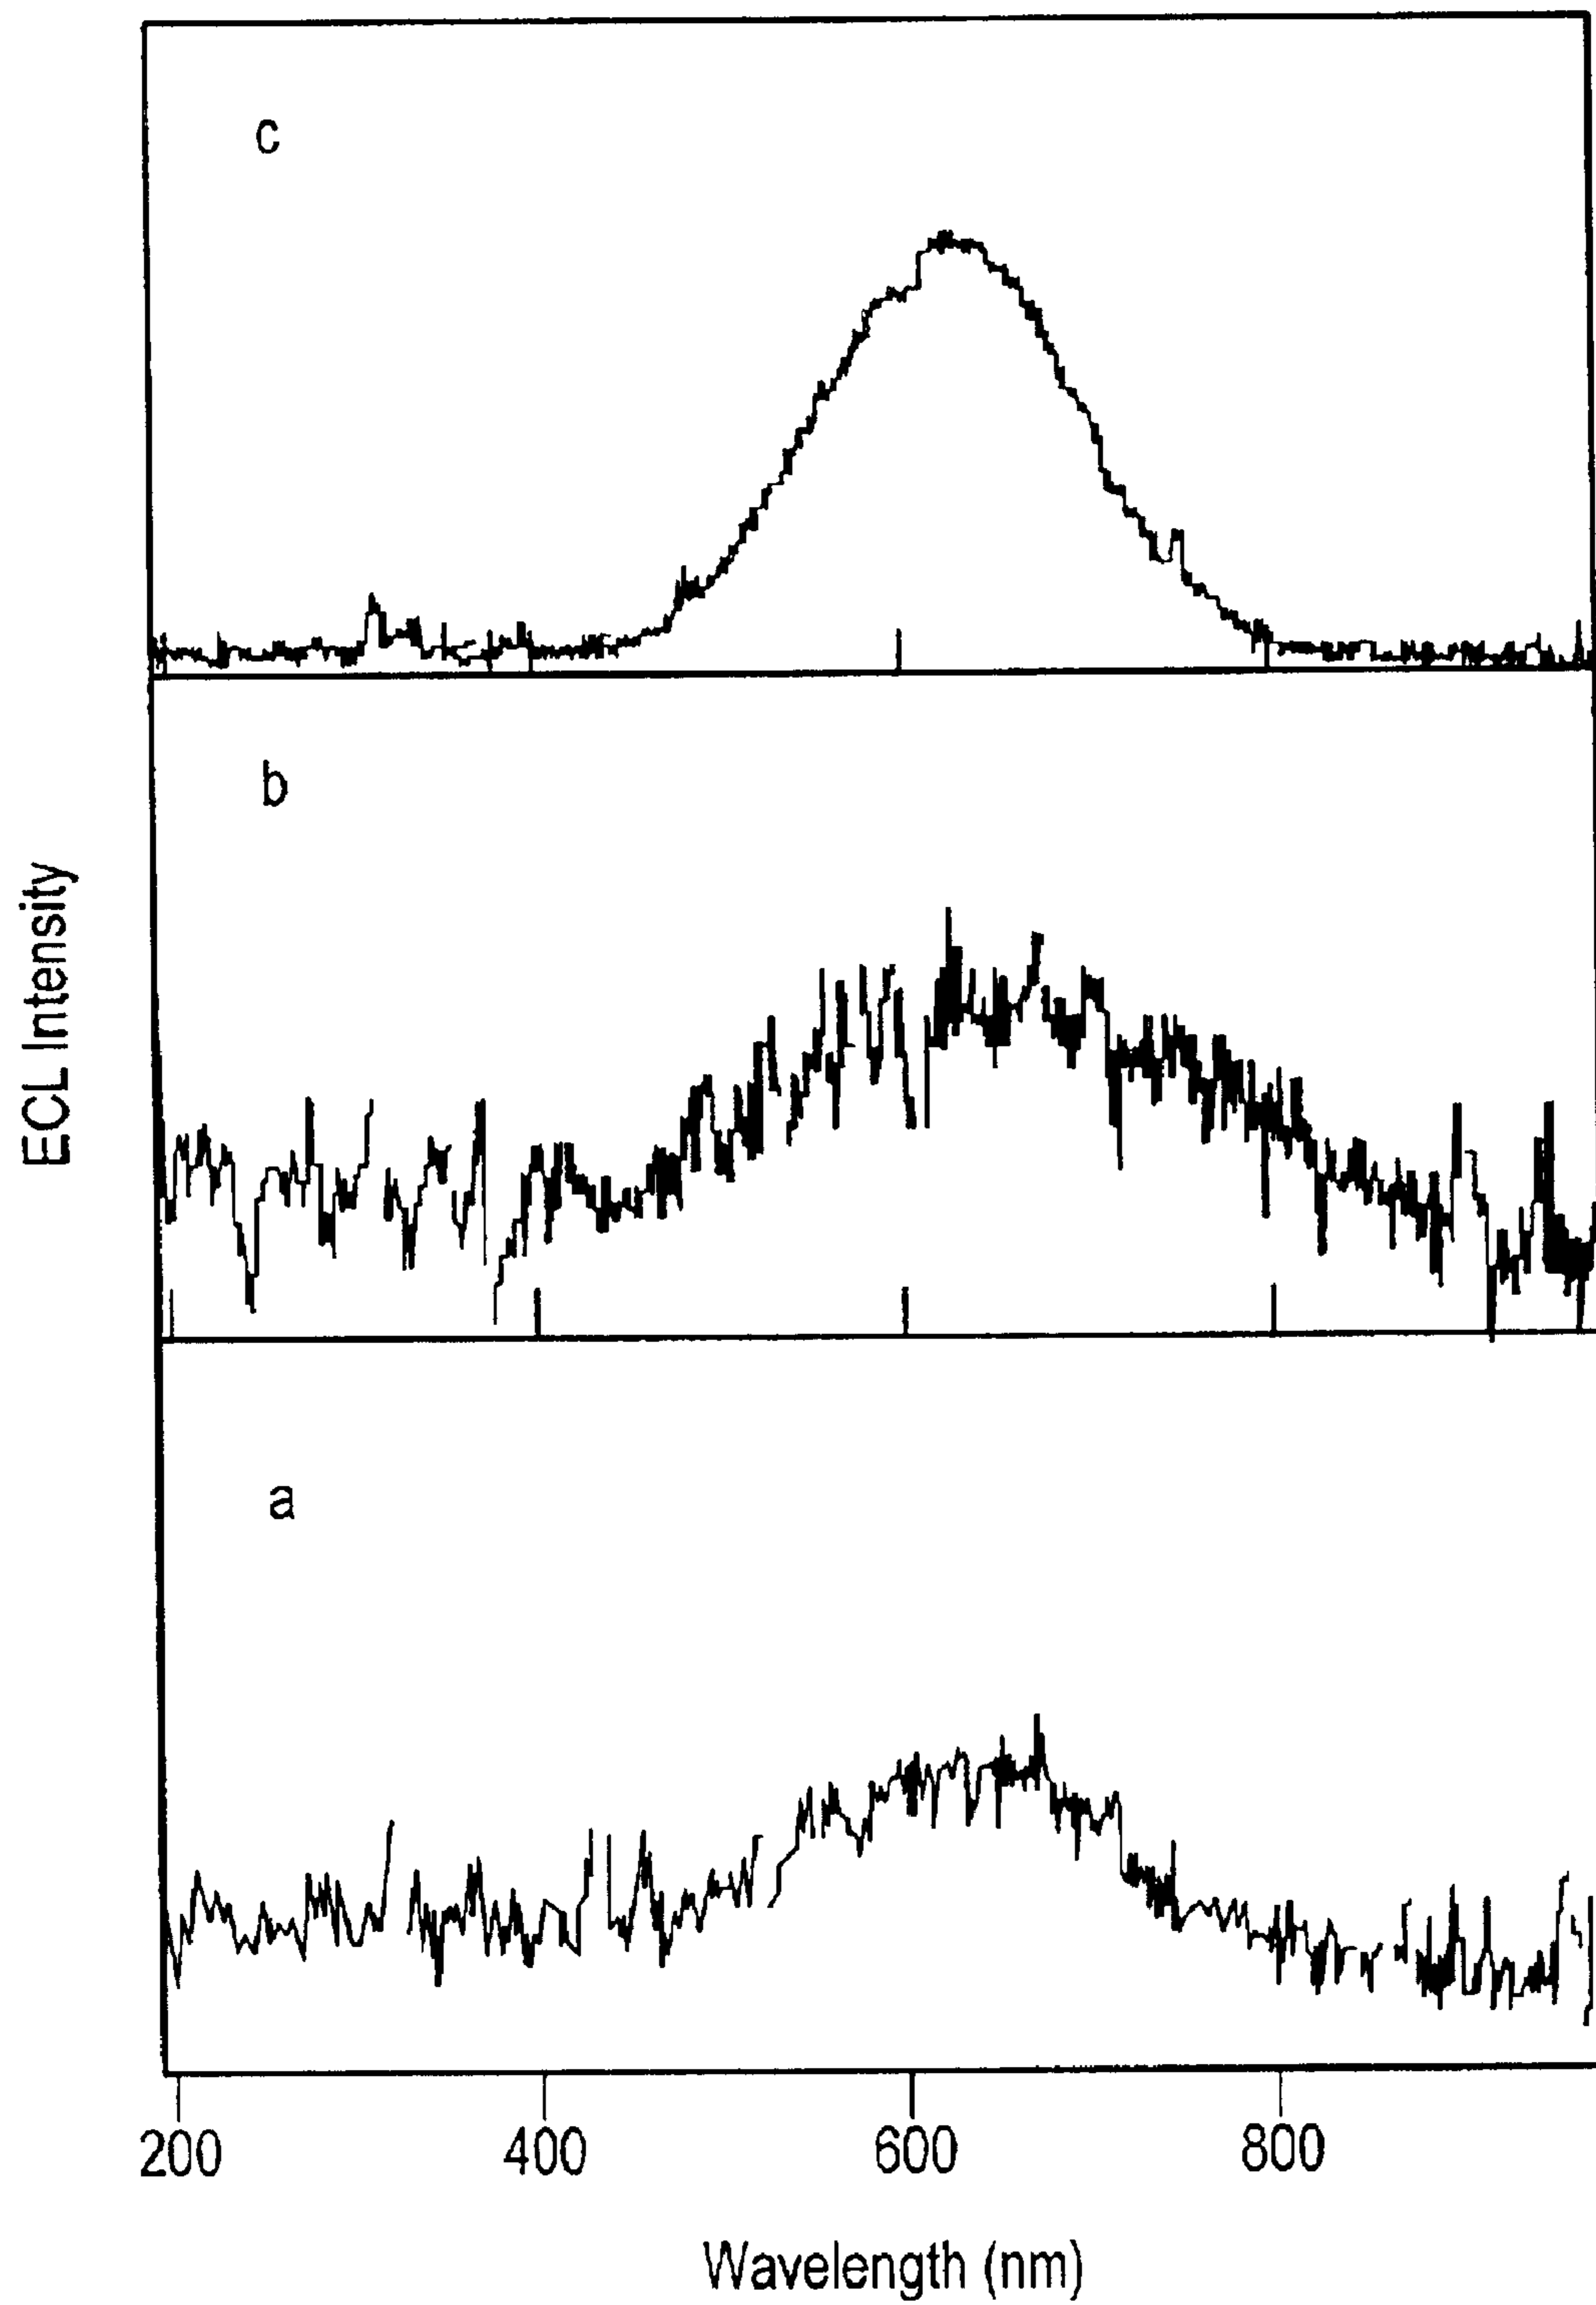 c
b
ECL Intensity
a
200 400 600 800
Wavelength (nm)